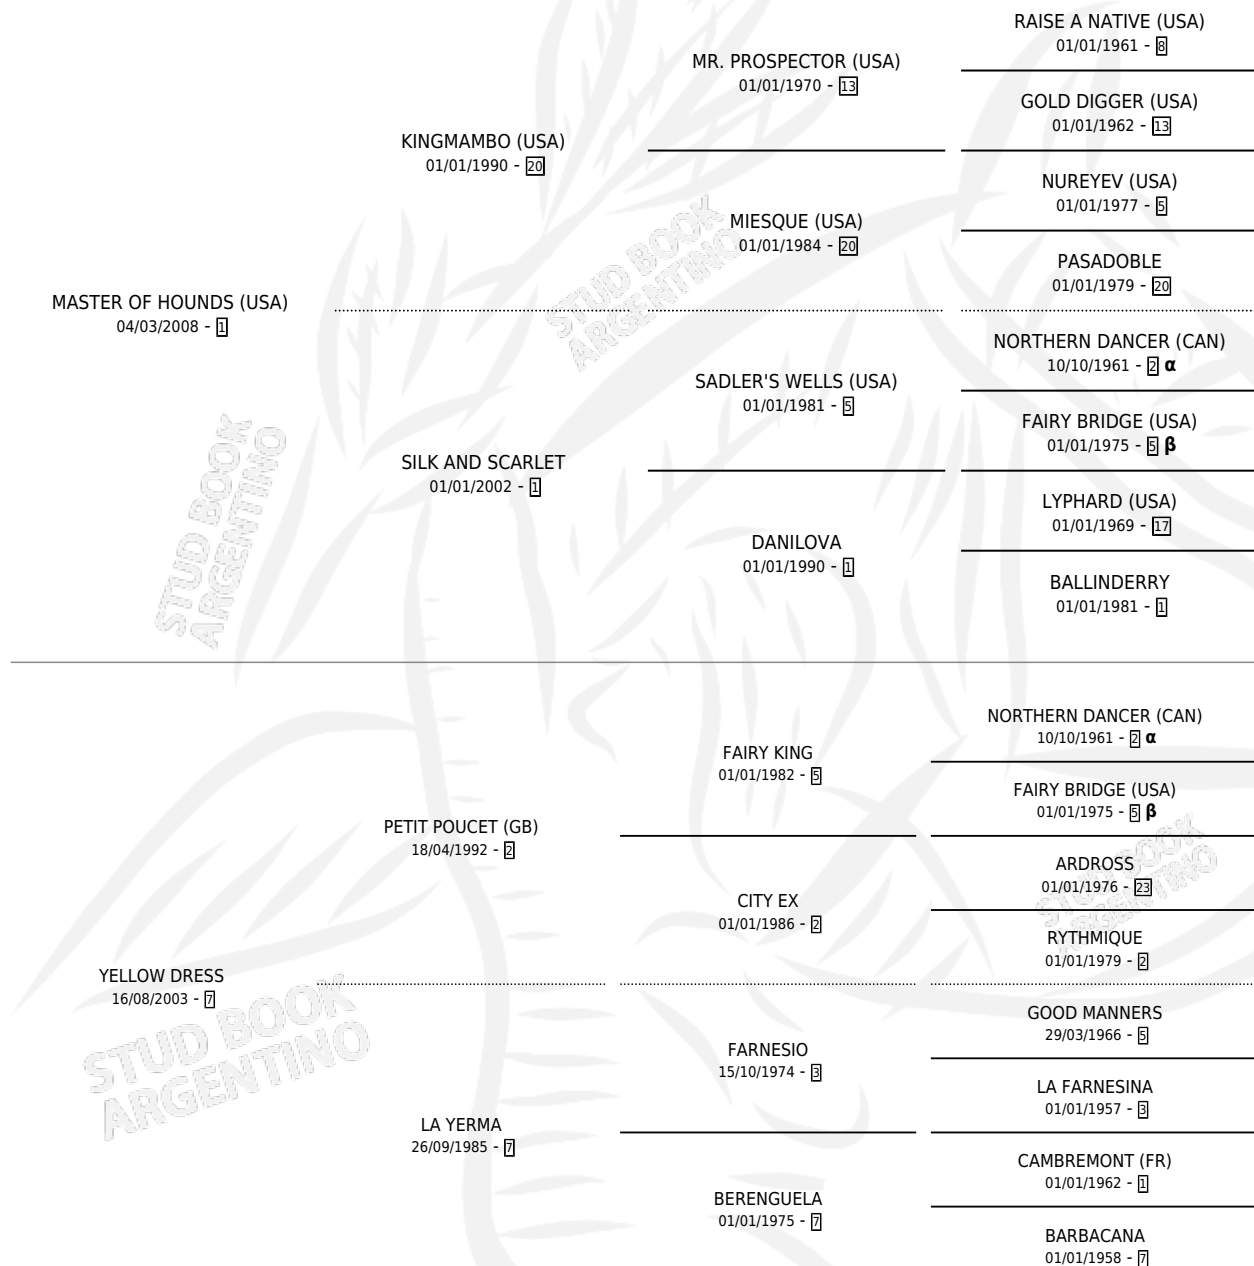 RAISE A NATIVE (USA)
01/01/1961 - 8
MR. PROSPECTOR (USA)
01/01/1970 - 13
GOLD DIGGER (USA)
01/01/1962 - 13
KINGMAMBO (USA)
01/01/1990 - 20
NUREYEV (USA)
01/01/1977 - 5
MIESQUE (USA)
01/01/1984 - 20
PASADOBLE
01/01/1979 - 20
MASTER OF HOUNDS (USA)
04/03/2008 - 1
NORTHERN DANCER (CAN)
10/10/1961 - 2 α
SADLER'S WELLS (USA)
01/01/1981 - 5
FAIRY BRIDGE (USA)
01/01/1975 - 5 β
SILK AND SCARLET
01/01/2002 - 1
LYPHARD (USA)
01/01/1969 - 17
DANILOVA
01/01/1990 - 1
BALLINDERRY
01/01/1981 - 1
NORTHERN DANCER (CAN)
10/10/1961 - 2 α
FAIRY KING
01/01/1982 - 5
FAIRY BRIDGE (USA)
01/01/1975 - 5 β
PETIT POUCET (GB)
18/04/1992 - 2
ARDROSS
01/01/1976 - 23
CITY EX
01/01/1986 - 2
RYTHMIQUE
01/01/1979 - 2
YELLOW DRESS
16/08/2003 - 7
GOOD MANNERS
29/03/1966 - 5
FARNESIO
15/10/1974 - 3
LA FARNESINA
01/01/1957 - 3
LA YERMA
26/09/1985 - 7
CAMBREMONT (FR)
01/01/1962 - 1
BERENGUELA
01/01/1975 - 7
BARBACANA
01/01/1958 - 7
STUD BOOK
ARGENTINO
STUD BOOK
ARGENTINO
STUD BOOK
ARGENTINO
STUD BOOK
ARGENTINO